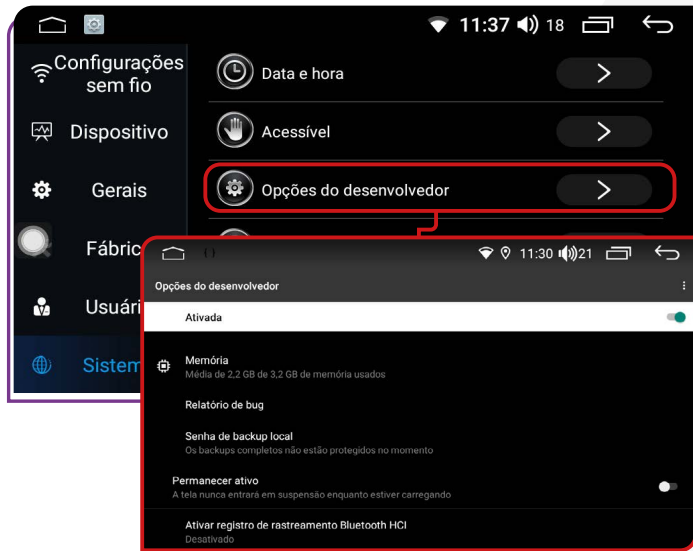 11:37 18
Configurações
sem fio
Dispositivo
Gerais
Fábric
Usuári
Sistem
Data e hora
Acessível
Opções do desenvolvedor
11:30 21
Opções do desenvolvedor
Ativada
Memória
Média de 2,2 GB de 3,2 GB de memória usados
Relatório de bug
Senha de backup local
Os backups completos não estão protegidos no momento
Permanecer ativo
A tela nunca entrará em suspensão enquanto estiver carregando
Ativar registro de rastreamento Bluetooth HCI
Desativado